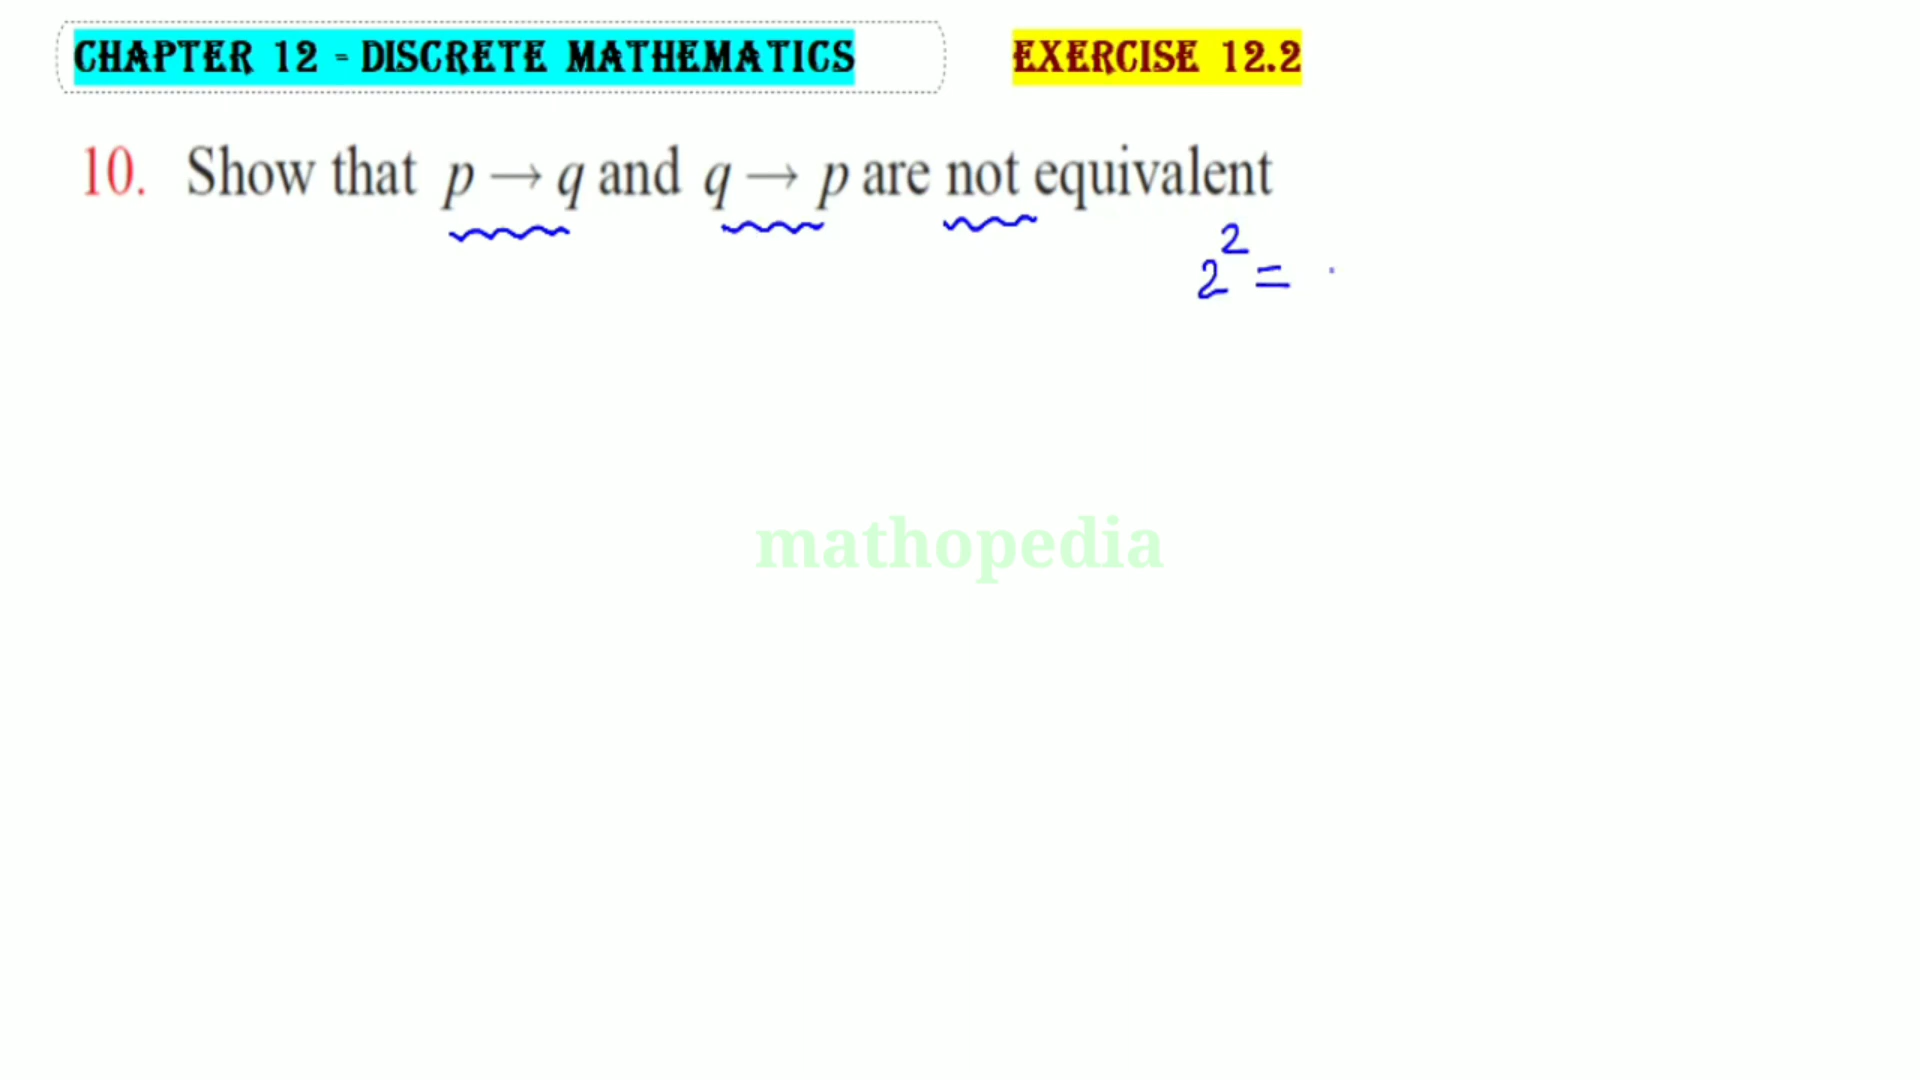 CHAPTER 12 - DISCRETE MATHEMATICS EXERCISE 12.2
10. Show that p → q and q → p are not equivalent
2² =
mathopedia